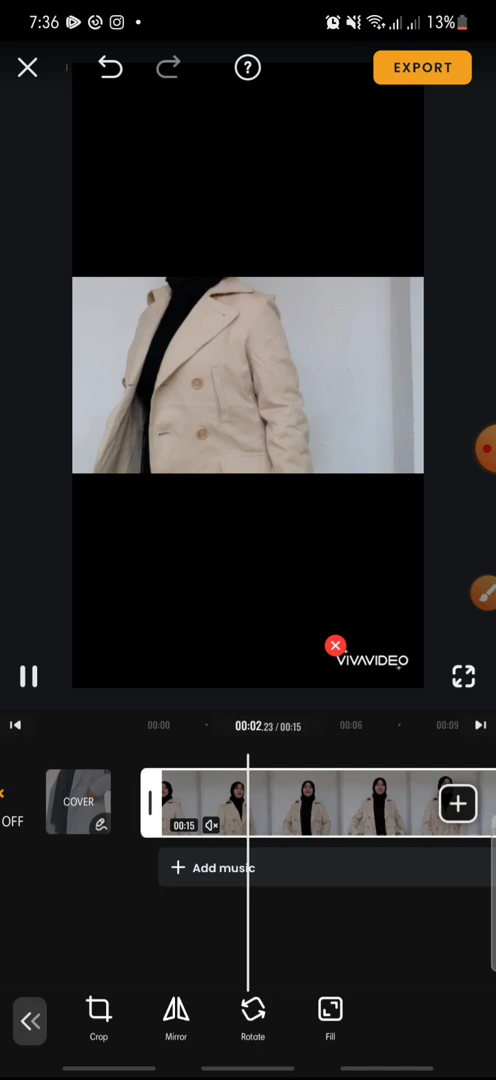 7:36
13%
EXPORT
VIVAVIDEO
00:00
00:02.23 / 00:15
00:06
00:09
OFF
COVER
00:15
Add music
Crop
Mirror
Rotate
Fill